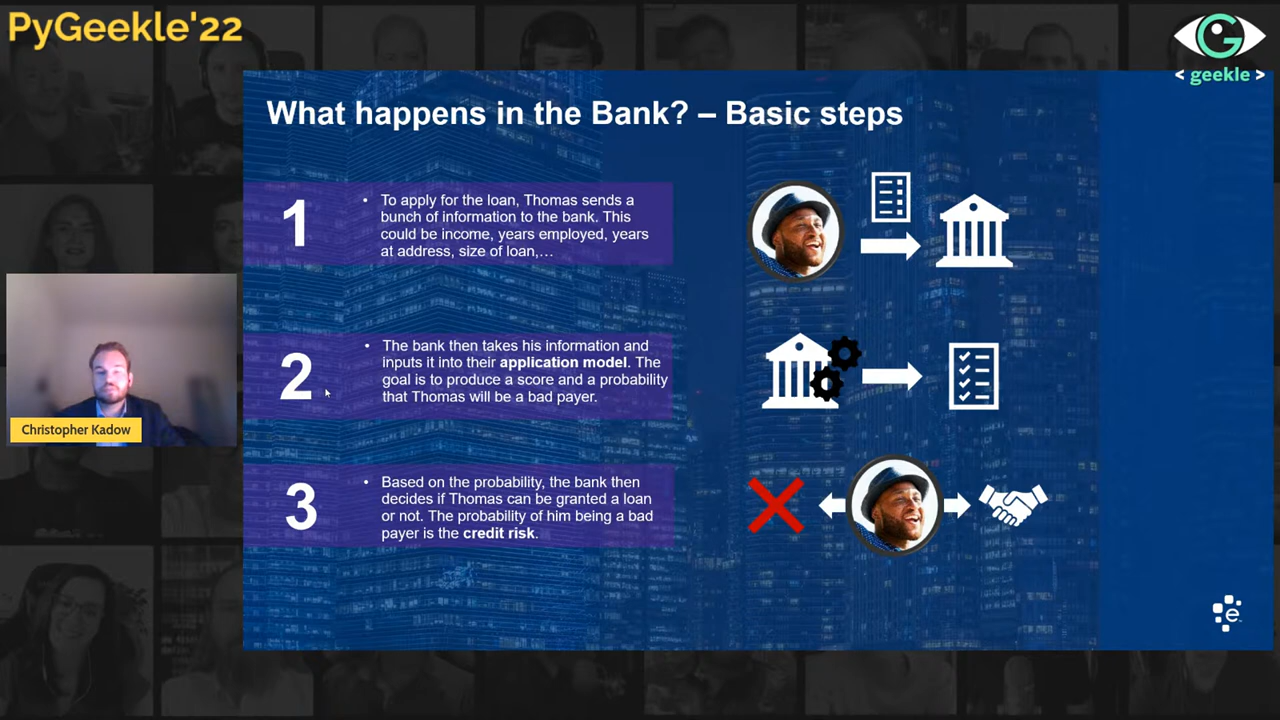 PyGeekle'22
G
< geekle >
What happens in the Bank? – Basic steps
1
• To apply for the loan, Thomas sends a
bunch of information to the bank. This
could be income, years employed, years
at address, size of loan,…
2
• The bank then takes his information and
inputs it into their application model. The
goal is to produce a score and a probability
that Thomas will be a bad payer.
Christopher Kadow
3
• Based on the probability, the bank then
decides if Thomas can be granted a loan
or not. The probability of him being a bad
payer is the credit risk.
e